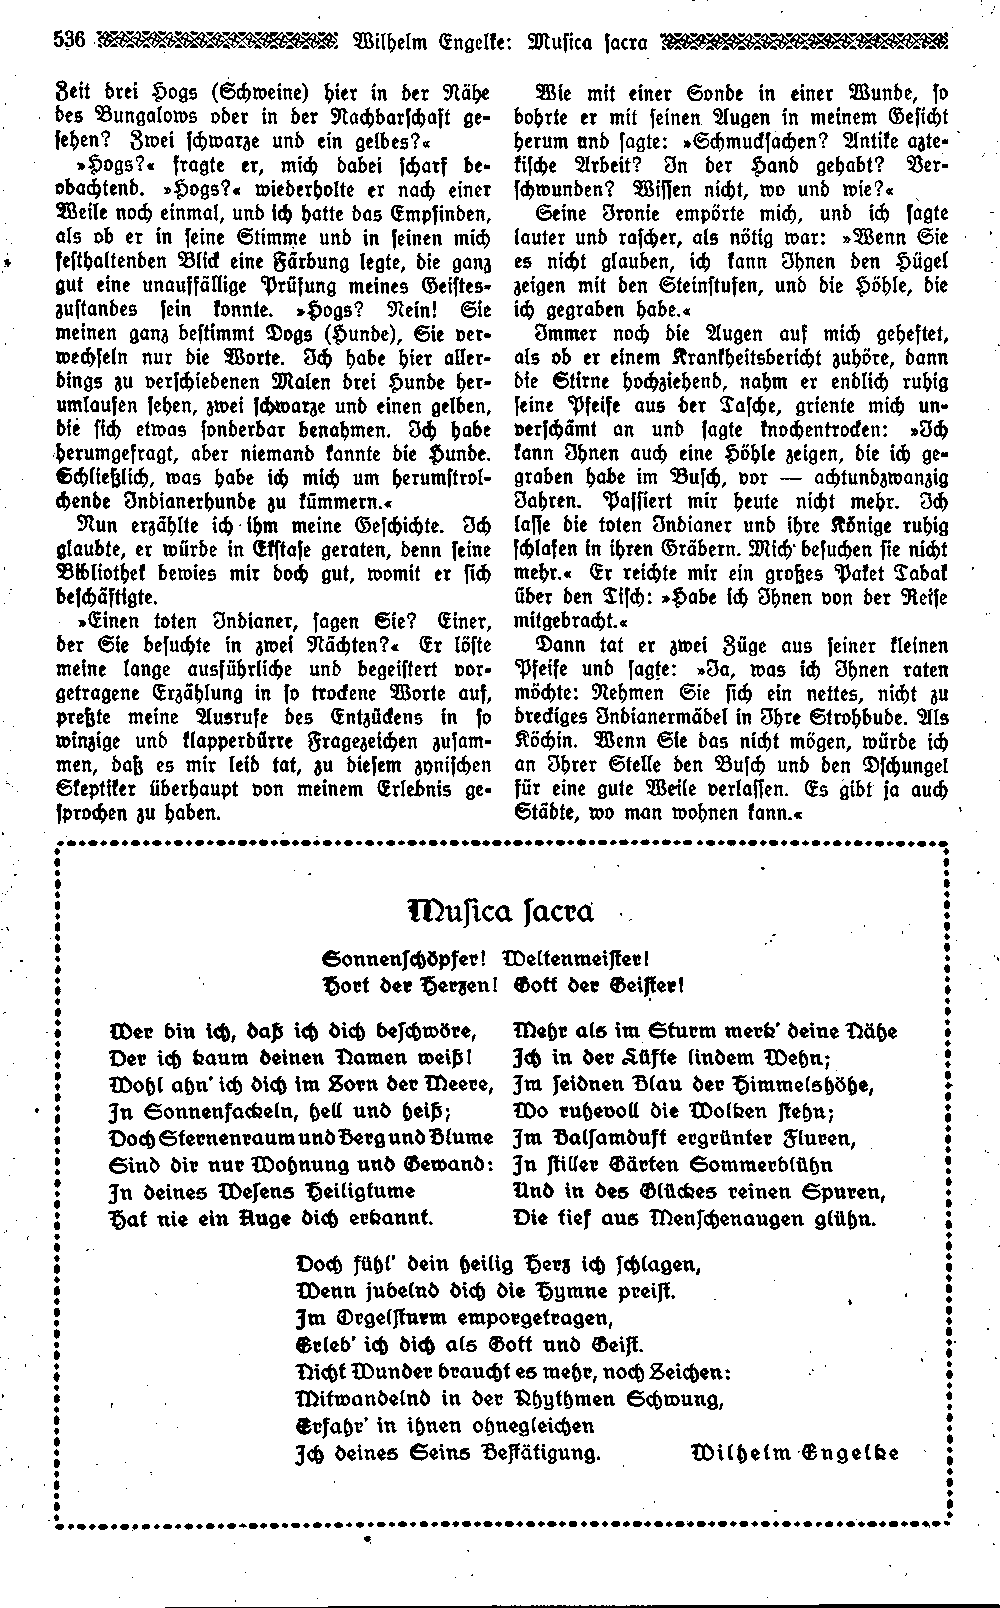 536 Wilhelm Engelke: Musica sacra
Zeit drei Hogs (Schweine) hier in der Nähe
des Bungalows oder in der Nachbarschaft ge-
sehen? Zwei schwarze und ein gelbes?«
»Hogs?« fragte er, mich dabei scharf be-
obachtend. »Hogs?« wiederholte er nach einer
Weile noch einmal, und ich hatte das Empfinden,
als ob er in seine Stimme und in seinen mich
festhaltenden Blick eine Färbung legte, die ganz
gut eine unauffällige Prüfung meines Geistes-
zustandes sein konnte. »Hogs? Nein! Sie
meinen ganz bestimmt Dogs (Hunde), Sie ver-
wechseln nur die Worte. Ich habe hier aller-
dings zu verschiedenen Malen drei Hunde her-
umlaufen sehen, zwei schwarze und einen gelben,
die sich etwas sonderbar benahmen. Ich habe
herumgefragt, aber niemand kannte die Hunde.
Schließlich, was habe ich mich um herumstrol-
chende Indianerhunde zu kümmern.«
Nun erzählte ich ihm meine Geschichte. Ich
glaubte, er würde in Ekstase geraten, denn seine
Bibliothek bewies mir doch gut, womit er sich
beschäftigte.
»Einen toten Indianer, sagen Sie? Einer,
der Sie besuchte in zwei Nächten?« Er löste
meine lange ausführliche und begeistert vor-
getragene Erzählung in so trockene Worte auf,
preßte meine Ausrufe des Entzückens in so
winzige und klapperdürre Fragezeichen zusam-
men, daß es mir leid tat, zu diesem zynischen
Skeptiker überhaupt von meinem Erlebnis ge-
sprochen zu haben.
Wie mit einer Sonde in einer Wunde, so
bohrte er mit seinen Augen in meinem Gesicht
herum und sagte: »Schmucksachen? Antike azte-
kische Arbeit? In der Hand gehabt? Ver-
schwunden? Wissen nicht, wo und wie?«
Seine Ironie empörte mich, und ich sagte
lauter und rascher, als nötig war: »Wenn Sie
es nicht glauben, ich kann Ihnen den Hügel
zeigen mit den Steinstufen, und die Höhle, die
ich gegraben habe.«
Immer noch die Augen auf mich geheftet,
als ob er einem Krankheitsbericht zuhöre, dann
die Stirne hochziehend, nahm er endlich ruhig
seine Pfeife aus der Tasche, griente mich un-
verschämt an und sagte knochentrocken: »Ich
kann Ihnen auch eine Höhle zeigen, die ich ge-
graben habe im Busch, vor — achtundzwanzig
Jahren. Passiert mir heute nicht mehr. Ich
lasse die toten Indianer und ihre Könige ruhig
schlafen in ihren Gräbern. Mich besuchen sie nicht
mehr.« Er reichte mir ein großes Paket Tabak
über den Tisch: »Habe ich Ihnen von der Reise
mitgebracht.«
Dann tat er zwei Züge aus seiner kleinen
Pfeife und sagte: »Ja, was ich Ihnen raten
möchte: Nehmen Sie sich ein nettes, nicht zu
dreckiges Indianermädel in Ihre Strohbude. Als
Köchin. Wenn Sie das nicht mögen, würde ich
an Ihrer Stelle den Busch und den Dschungel
für eine gute Weile verlassen. Es gibt ja auch
Städte, wo man wohnen kann.«
Musica sacra
Sonnenschöpfer! Weltenmeister!
Hort der Herzen! Gott der Geister!
Wer bin ich, daß ich dich beschwöre,
Der ich kaum deinen Namen weiß!
Wohl ahn' ich dich im Zorn der Meere,
In Sonnenfackeln, hell und heiß;
Doch Sternenraum und Berg und Blume
Sind dir nur Wohnung und Gewand:
In deines Wesens Heiligtume
Hat nie ein Auge dich erkannt.
Mehr als im Sturm merk' deine Nähe
Ich in der Lüfte lindem Wehn;
Im seidnen Blau der Himmelshöhe,
Wo ruhevoll die Wolken stehn;
Im Balsamduft ergrünter Fluren,
In stiller Gärten Sommerblühn
Und in des Glückes reinen Spuren,
Die tief aus Menschenaugen glühn.
Doch fühl' dein heilig Herz ich schlagen,
Wenn jubelnd dich die Hymne preist.
Im Orgelsturm emporgetragen,
Erleb' ich dich als Gott und Geist.
Nicht Wunder braucht es mehr, noch Zeichen:
Mitwandelnd in der Rhythmen Schwung,
Erfahr' in ihnen ohnegleichen
Ich deines Seins Bestätigung. Wilhelm Engelke